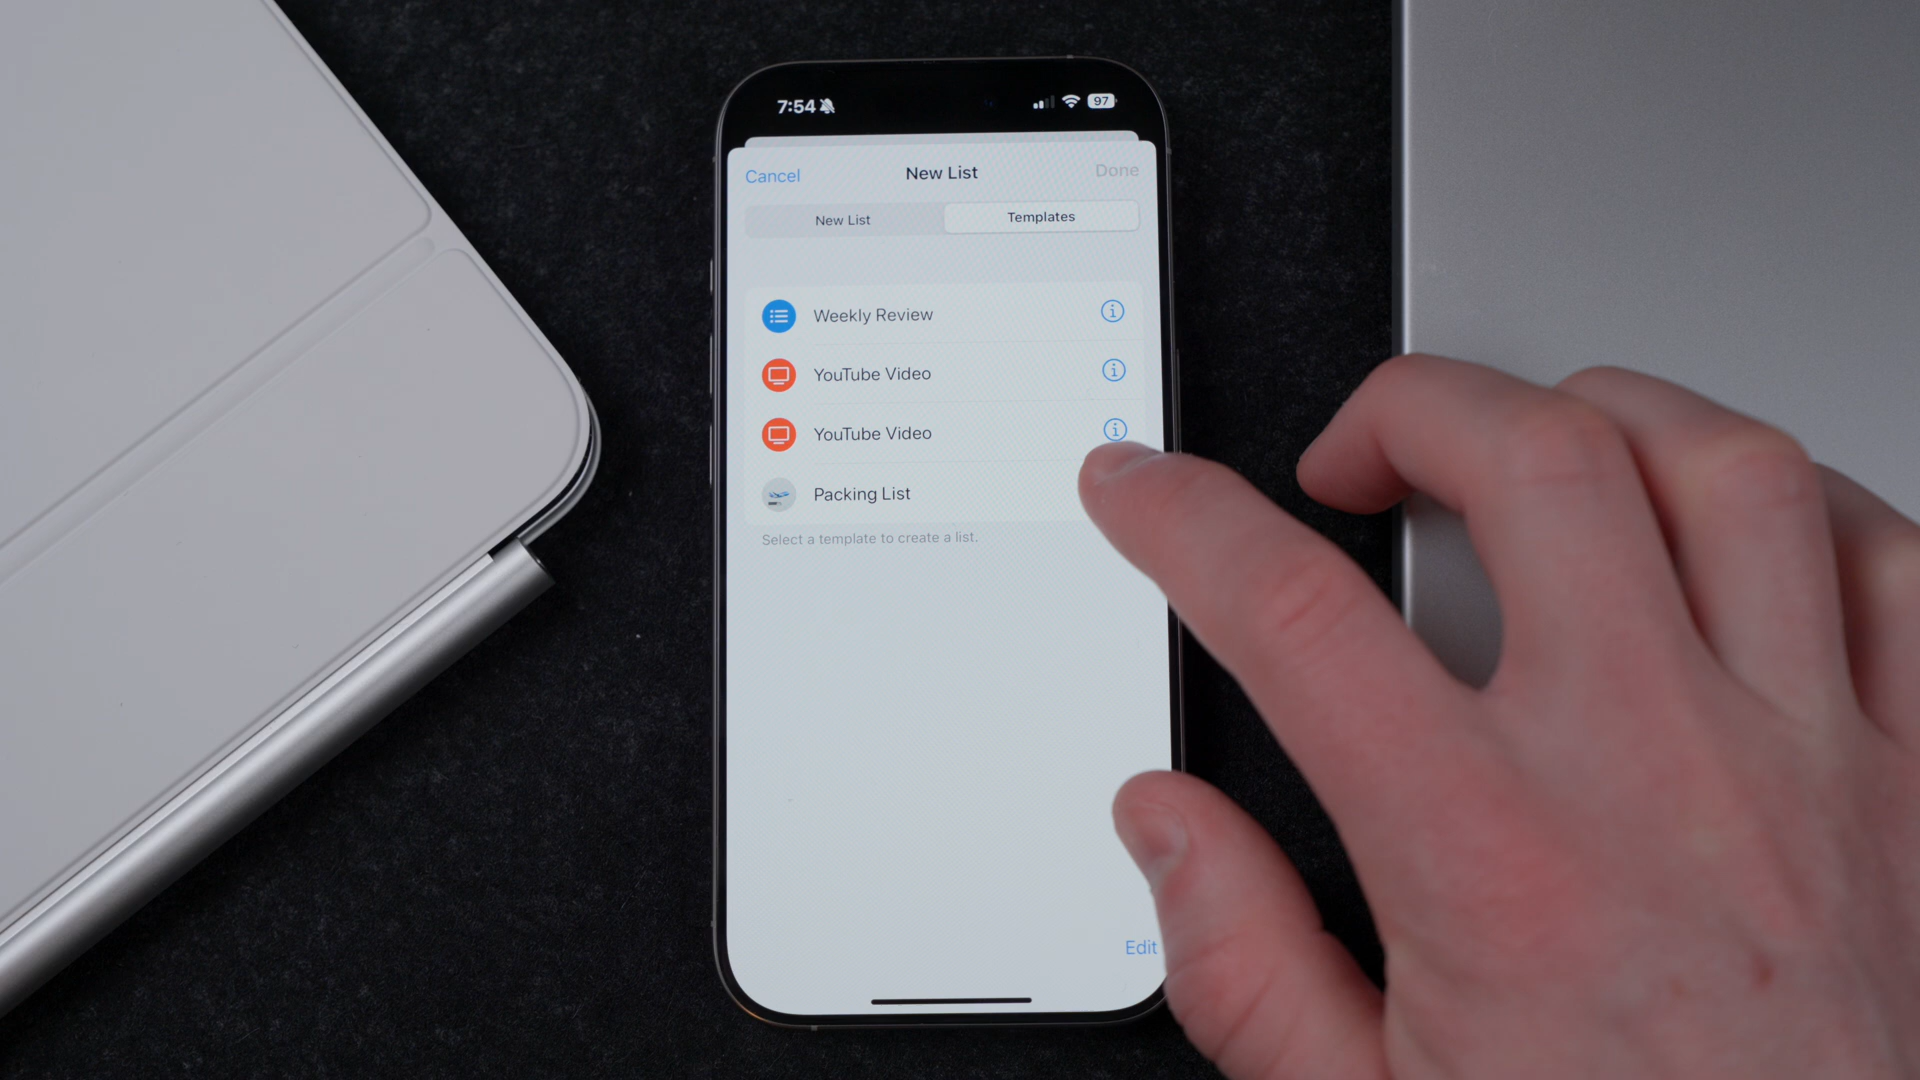 7:54
97
Cancel
New List
Done
New List
Templates
Weekly Review
YouTube Video
YouTube Video
Packing List
Select a template to create a list.
Edit